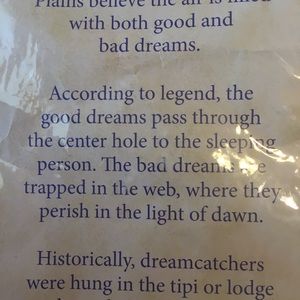 Plains believe the air is filled
with both good and
bad dreams.
According to legend, the
good dreams pass through
the center hole to the sleeping
person. The bad dreams are
trapped in the web, where they
perish in the light of dawn.
Historically, dreamcatchers
were hung in the tipi or lodge